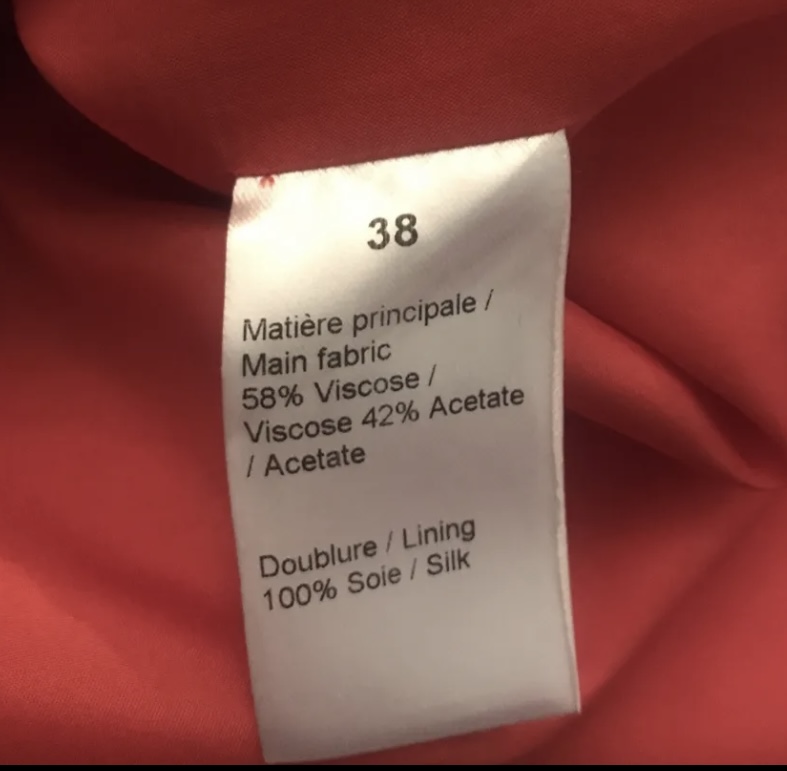 38
Matière principale /
Main fabric
58% Viscose /
Viscose 42% Acetate
/ Acetate
Doublure / Lining
100% Soie / Silk